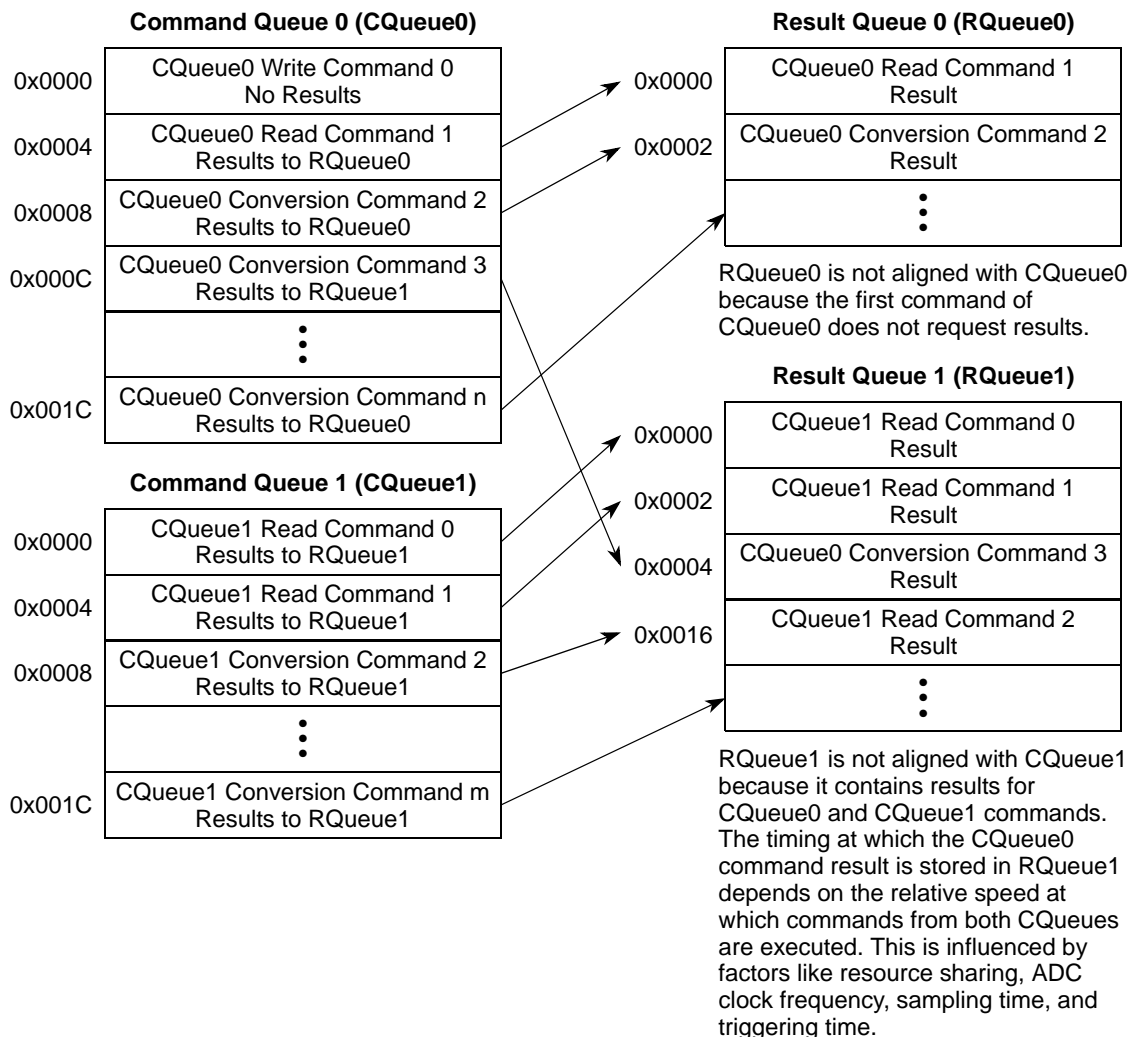 Command Queue 0 (CQueue0)
0x0000
CQueue0 Write Command 0
No Results
0x0004
CQueue0 Read Command 1
Results to RQueue0
0x0008
CQueue0 Conversion Command 2
Results to RQueue0
0x000C
CQueue0 Conversion Command 3
Results to RQueue1
0x001C
CQueue0 Conversion Command n
Results to RQueue0
Command Queue 1 (CQueue1)
0x0000
CQueue1 Read Command 0
Results to RQueue1
0x0004
CQueue1 Read Command 1
Results to RQueue1
0x0008
CQueue1 Conversion Command 2
Results to RQueue1
0x001C
CQueue1 Conversion Command m
Results to RQueue1
Result Queue 0 (RQueue0)
0x0000
CQueue0 Read Command 1
Result
0x0002
CQueue0 Conversion Command 2
Result
RQueue0 is not aligned with CQueue0
because the first command of
CQueue0 does not request results.
Result Queue 1 (RQueue1)
0x0000
CQueue1 Read Command 0
Result
0x0002
CQueue1 Read Command 1
Result
0x0004
CQueue0 Conversion Command 3
Result
0x0016
CQueue1 Read Command 2
Result
RQueue1 is not aligned with CQueue1
because it contains results for
CQueue0 and CQueue1 commands.
The timing at which the CQueue0
command result is stored in RQueue1
depends on the relative speed at
which commands from both CQueues
are executed. This is influenced by
factors like resource sharing, ADC
clock frequency, sampling time, and
triggering time.